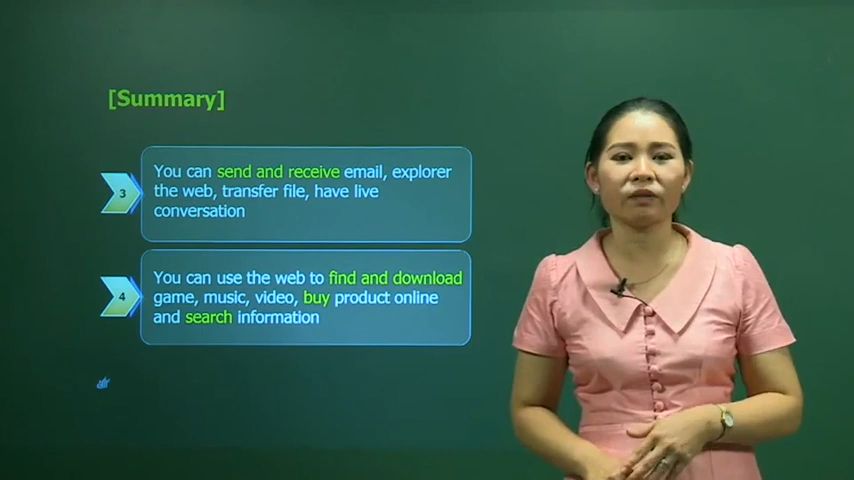 [Summary]
3
You can send and receive email, explorer
the web, transfer file, have live
conversation
4
You can use the web to find and download
game, music, video, buy product online
and search information